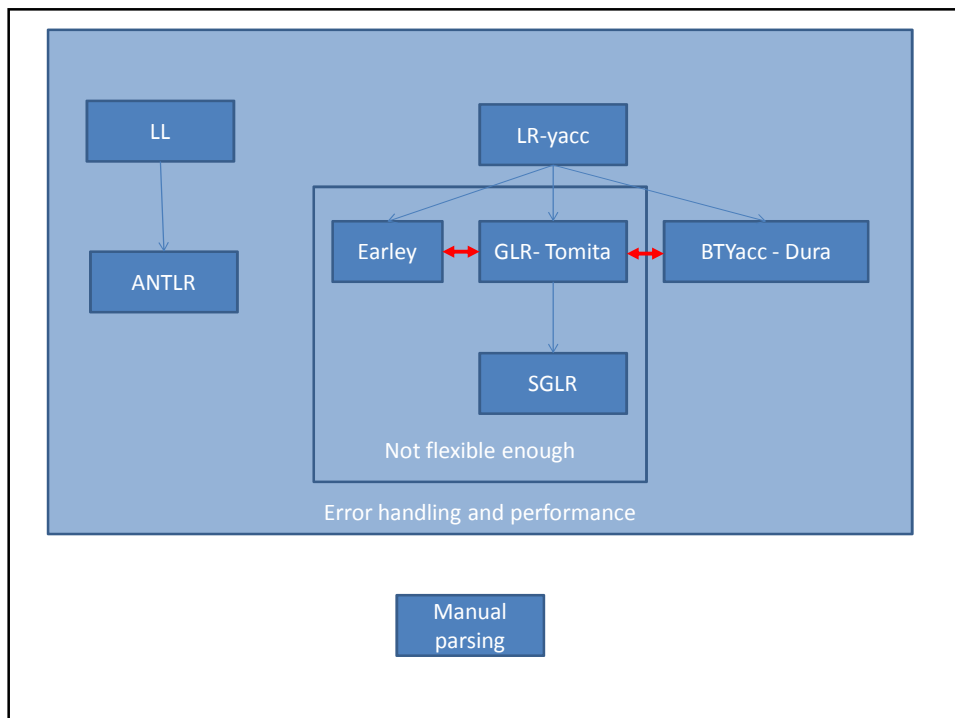 LL
LR-yacc
Earley
GLR- Tomita
BTYacc - Dura
ANTLR
SGLR
Not flexible enough
Error handling and performance
Manual
parsing